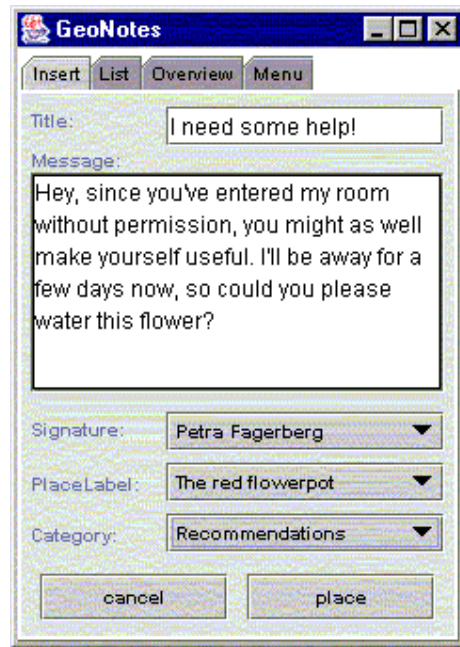 GeoNotes
Insert List Overview Menu
Title: I need some help!
Message:
Hey, since you've entered my room
without permission, you might as well
make yourself useful. I'll be away for a
few days now, so could you please
water this flower?
Signature: Petra Fagerberg
PlaceLabel: The red flowerpot
Category: Recommendations
cancel place